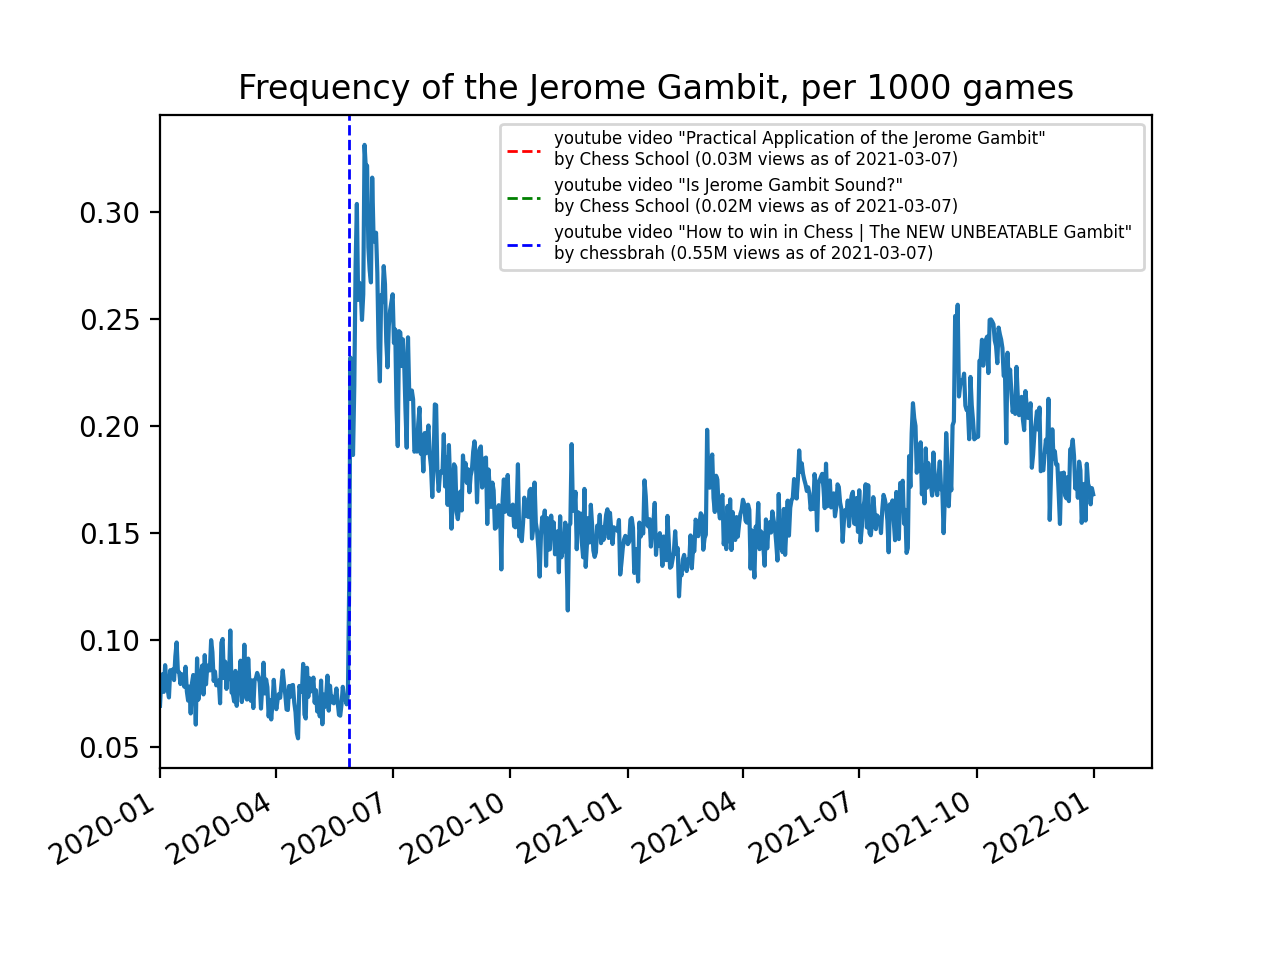 Frequency of the Jerome Gambit, per 1000 games
youtube video "Practical Application of the Jerome Gambit"
by Chess School (0.03M views as of 2021-03-07)
youtube video "Is Jerome Gambit Sound?"
by Chess School (0.02M views as of 2021-03-07)
youtube video "How to win in Chess | The NEW UNBEATABLE Gambit"
by chessbrah (0.55M views as of 2021-03-07)
0.30
0.25
0.20
0.15
0.10
0.05
2020-01
2020-04
2020-07
2020-10
2021-01
2021-04
2021-07
2021-10
2022-01